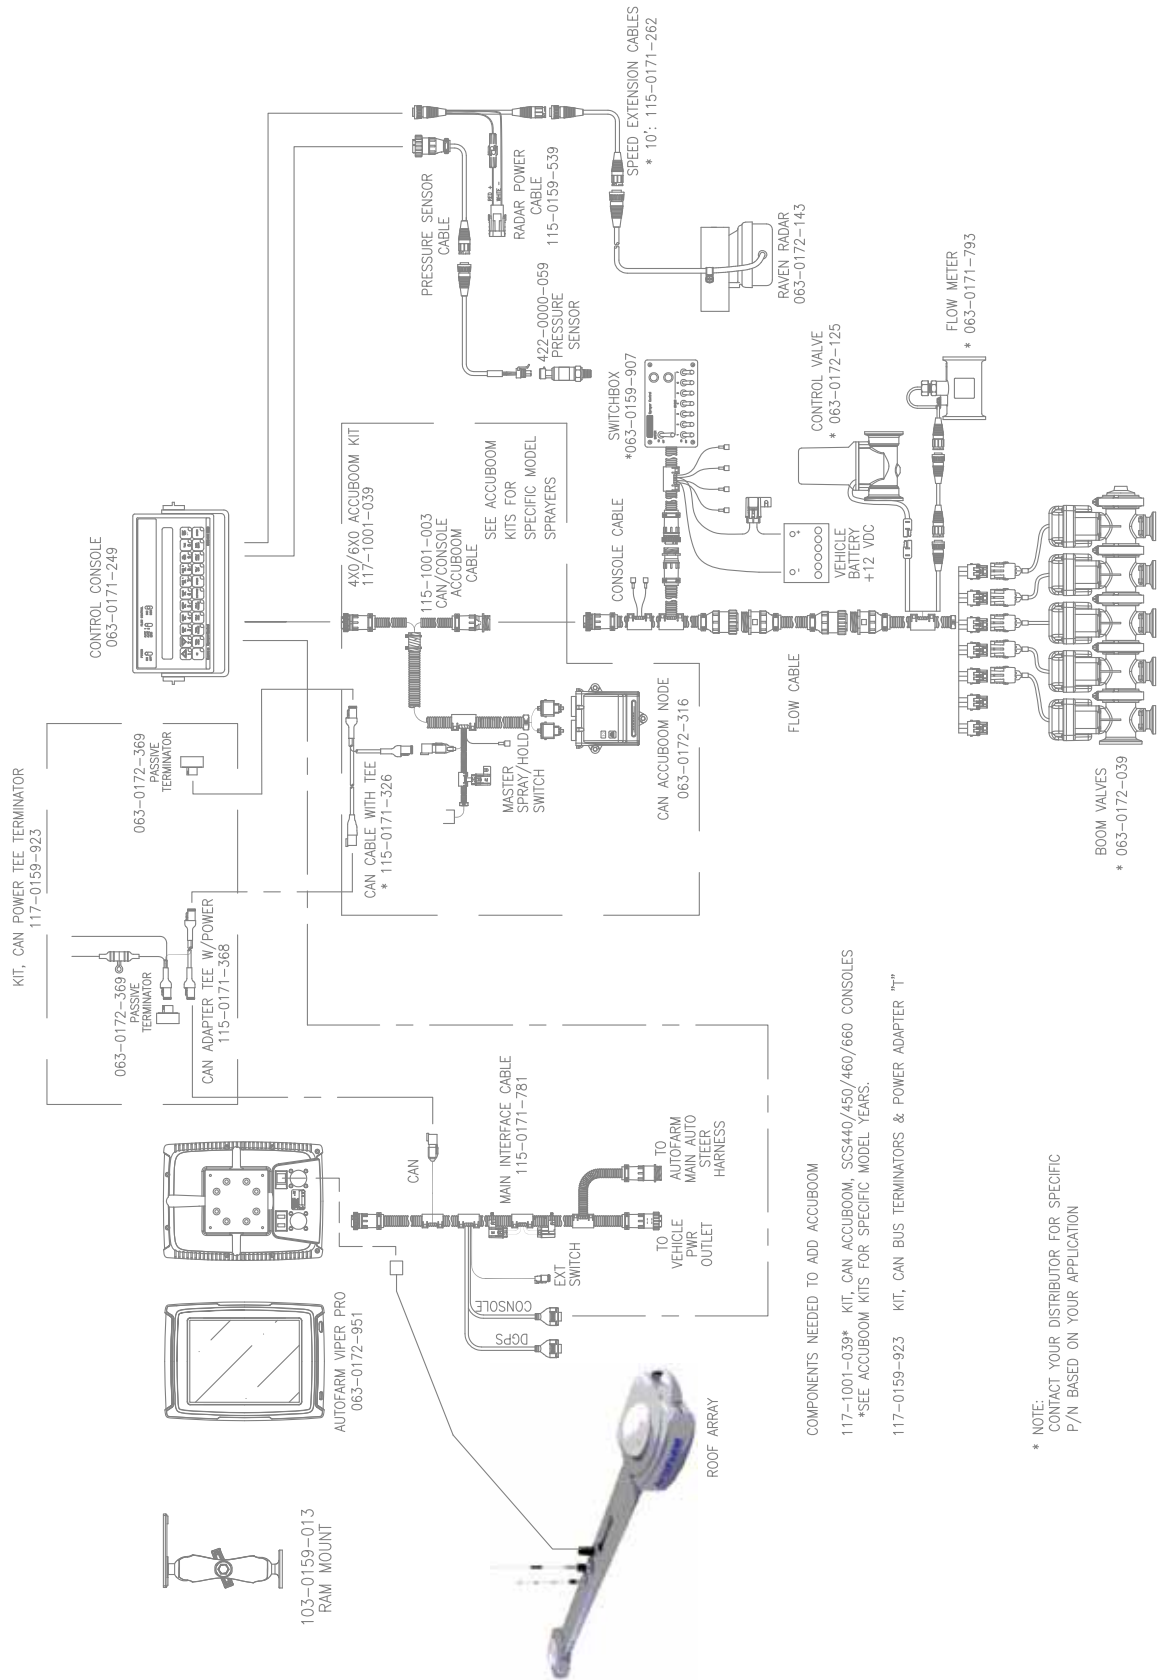 103-0159-013
RAM MOUNT
AUTOFARM VIPER PRO
063-0172-951
KIT, CAN POWER TEE TERMINATOR
117-0159-923
063-0172-369
PASSIVE
TERMINATOR
CAN ADAPTER TEE W/POWER
115-0171-368
063-0172-369
PASSIVE
TERMINATOR
CONTROL CONSOLE
063-0171-249
PRESSURE SENSOR
CABLE
RED +
WHITE -
RADAR POWER
CABLE
115-0159-539
SPEED EXTENSION CABLES
* 10': 115-0171-262
422-0000-059
PRESSURE
SENSOR
RAVEN RADAR
063-0172-143
4X0/6X0 ACCUBOOM KIT
117-1001-039
115-1001-003
CAN/CONSOLE
ACCUBOOM
CABLE
SEE ACCUBOOM
KITS FOR
SPECIFIC MODEL
SPRAYERS
CAN CABLE WITH TEE
* 115-0171-326
MASTER
SPRAY/HOLD
SWITCH
CAN ACCUBOOM NODE
063-0172-316
SWITCHBOX
*063-0159-907
CONSOLE CABLE
VEHICLE
BATTERY
+12 VDC
- +
CONTROL VALVE
* 063-0172-125
FLOW METER
* 063-0171-793
FLOW CABLE
BOOM VALVES
* 063-0172-039
CAN
MAIN INTERFACE CABLE
115-0171-781
EXT
SWITCH
CONSOLE
DGPS
TO
VEHICLE
PWR
OUTLET
TO
AUTOFARM
MAIN AUTO
STEER
HARNESS
ROOF ARRAY
COMPONENTS NEEDED TO ADD ACCUBOOM
117-1001-039* KIT, CAN ACCUBOOM, SCS440/450/460/660 CONSOLES
*SEE ACCUBOOM KITS FOR SPECIFIC MODEL YEARS.
117-0159-923 KIT, CAN BUS TERMINATORS & POWER ADAPTER "T"
* NOTE:
CONTACT YOUR DISTRIBUTOR FOR SPECIFIC
P/N BASED ON YOUR APPLICATION